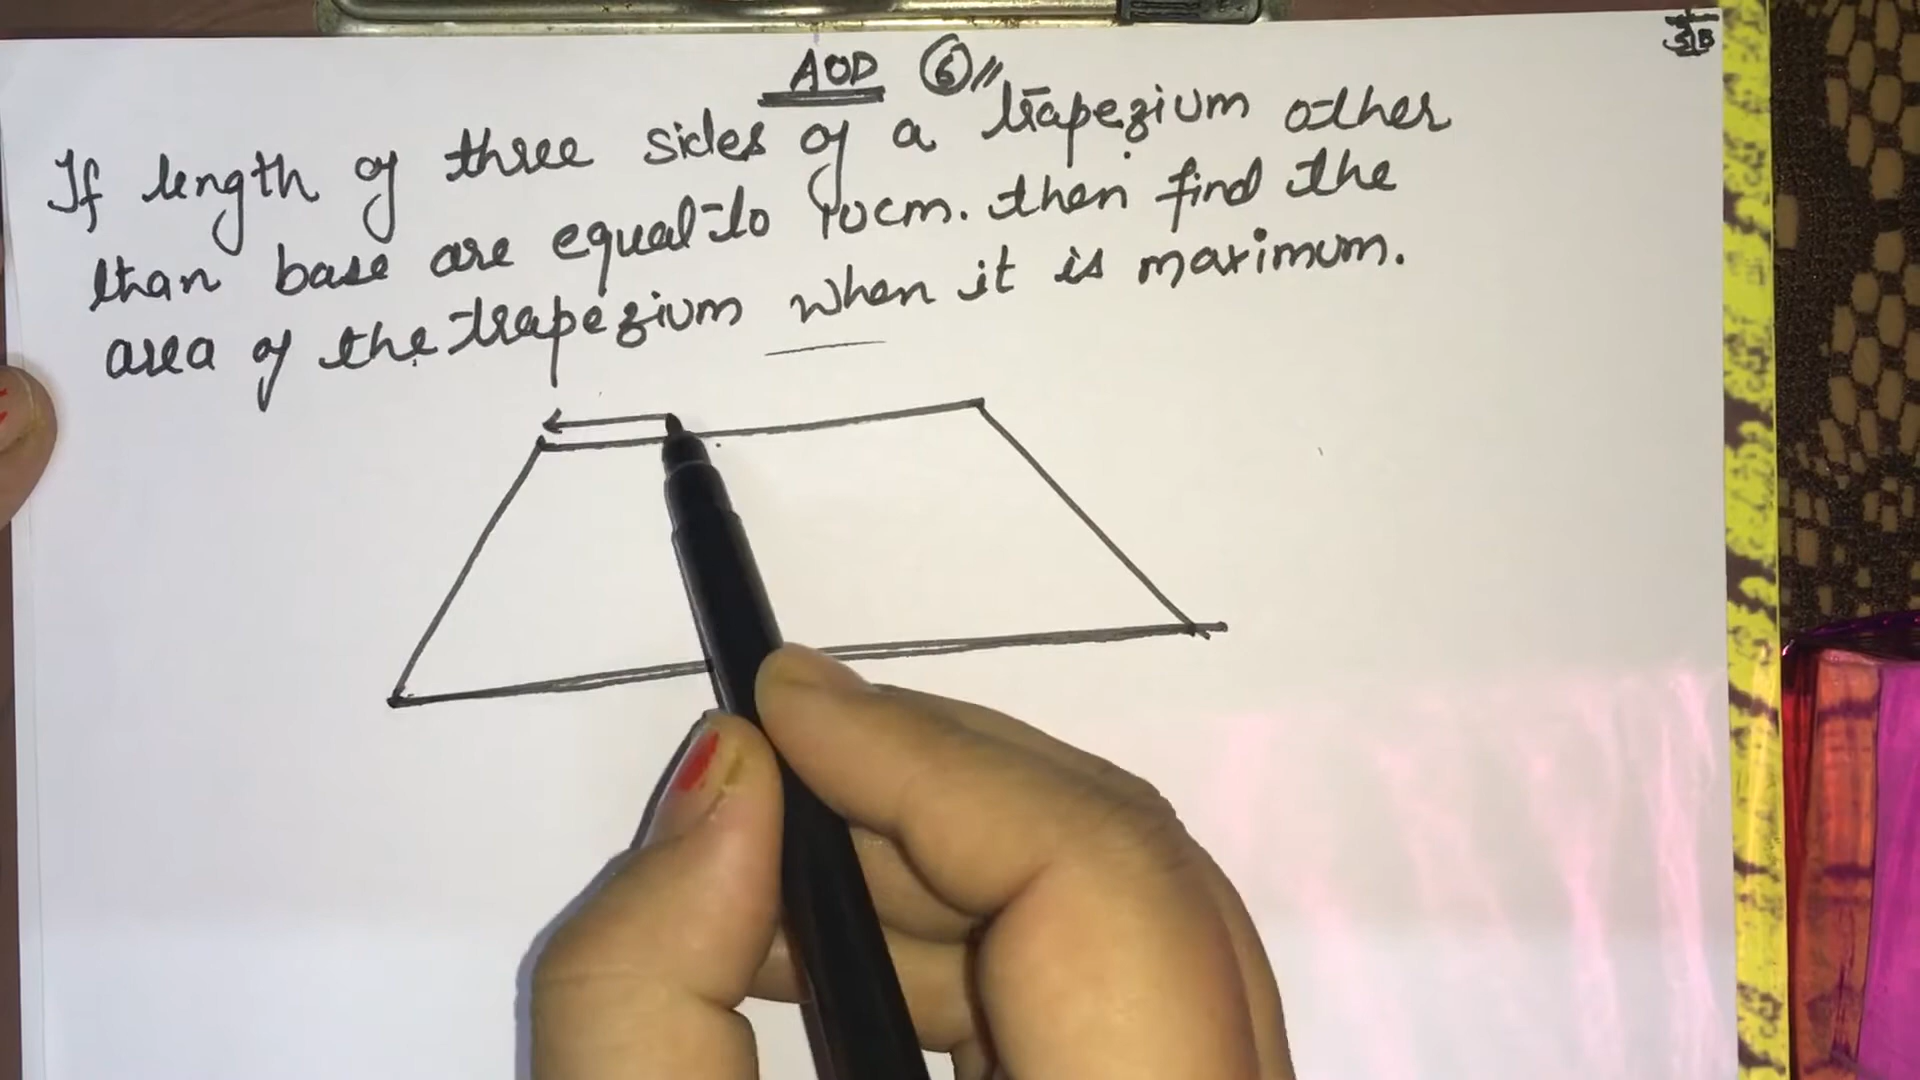 AOD 6
If length of three sides of a trapezium other
than base are equal to 10cm. then find the
area of the trapezium when it is maximum.